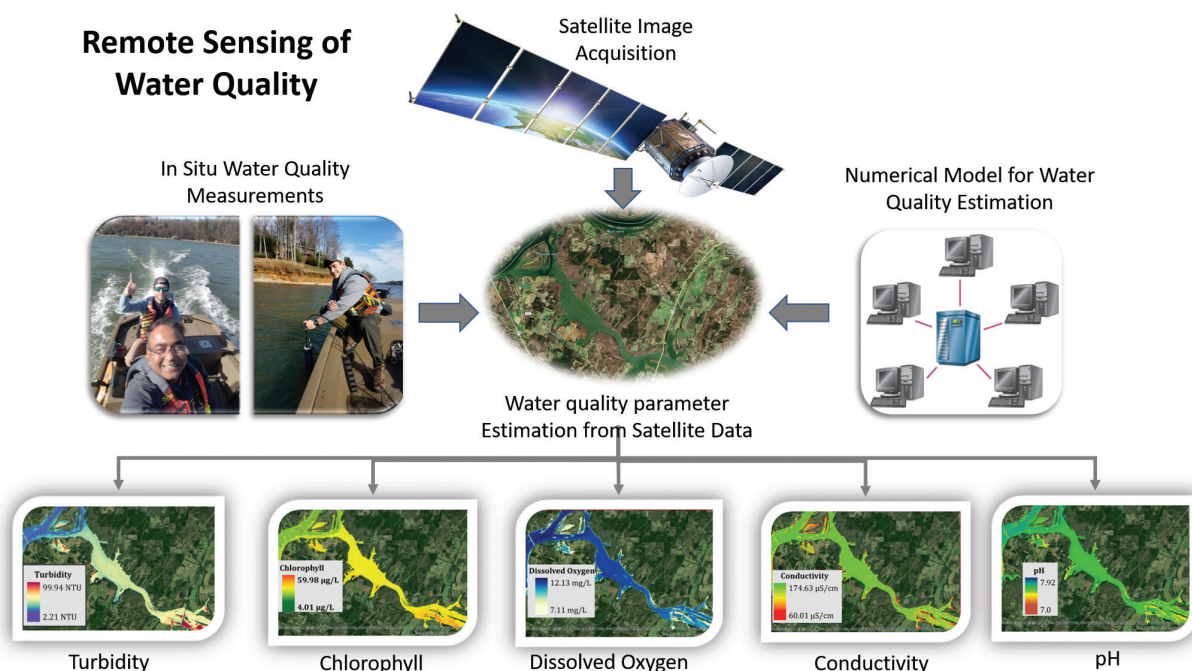 Remote Sensing of
Water Quality
Satellite Image
Acquisition
In Situ Water Quality
Measurements
Numerical Model for Water
Quality Estimation
Water quality parameter
Estimation from Satellite Data
Turbidity
99.94 NTU
2.21 NTU
Chlorophyll
59.98 µg/L
4.01 µg/L
Dissolved Oxygen
12.13 mg/L
7.11 mg/L
Conductivity
174.63 µS/cm
60.01 µS/cm
pH
7.92
7.0
Turbidity
Chlorophyll
Dissolved Oxygen
Conductivity
pH